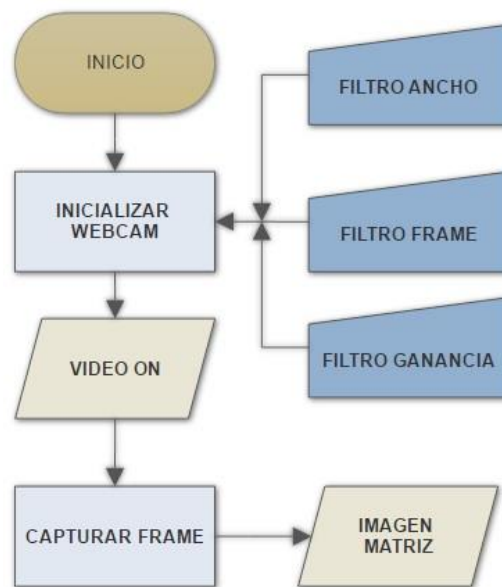 INICIO
FILTRO ANCHO
INICIALIZAR
WEBCAM
FILTRO FRAME
VIDEO ON
FILTRO GANANCIA
CAPTURAR FRAME
IMAGEN
MATRIZ